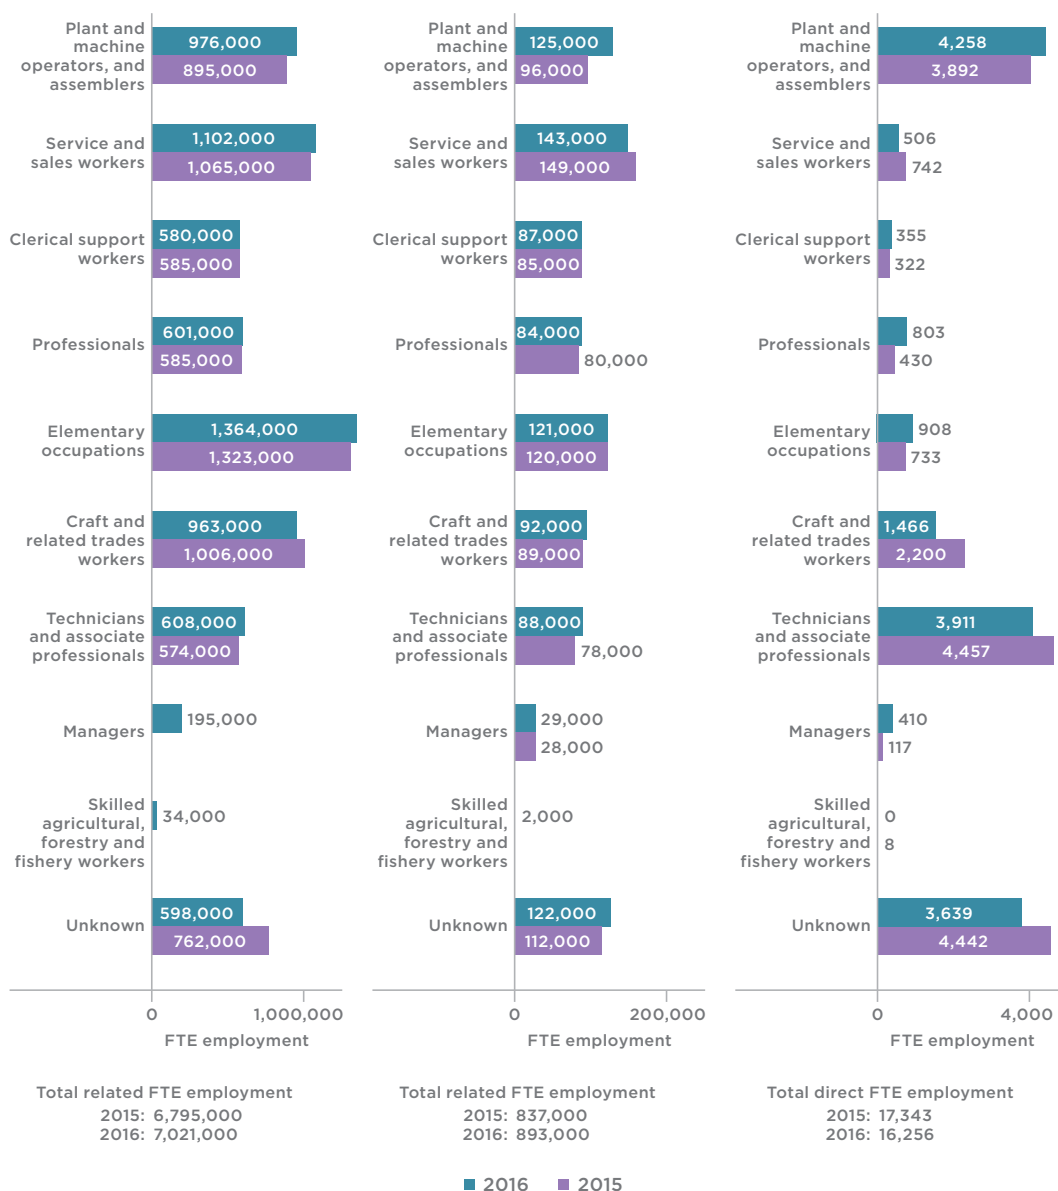 Plant and
machine
operators, and
assemblers
976,000
895,000
Service and
sales workers
1,102,000
1,065,000
Clerical support
workers
580,000
585,000
Professionals
601,000
585,000
Elementary
occupations
1,364,000
1,323,000
Craft and
related trades
workers
963,000
1,006,000
Technicians
and associate
professionals
608,000
574,000
Managers
195,000
Skilled
agricultural,
forestry and
fishery workers
34,000
Unknown
598,000
762,000
0
1,000,000
FTE employment
Total related FTE employment
2015: 6,795,000
2016: 7,021,000
Plant and
machine
operators, and
assemblers
125,000
96,000
Service and
sales workers
143,000
149,000
Clerical support
workers
87,000
85,000
Professionals
84,000
80,000
Elementary
occupations
121,000
120,000
Craft and
related trades
workers
92,000
89,000
Technicians
and associate
professionals
88,000
78,000
Managers
29,000
28,000
Skilled
agricultural,
forestry and
fishery workers
2,000
Unknown
122,000
112,000
0
200,000
FTE employment
Total related FTE employment
2015: 837,000
2016: 893,000
Plant and
machine
operators, and
assemblers
4,258
3,892
Service and
sales workers
506
742
Clerical support
workers
355
322
Professionals
803
430
Elementary
occupations
908
733
Craft and
related trades
workers
1,466
2,200
Technicians
and associate
professionals
3,911
4,457
Managers
410
117
Skilled
agricultural,
forestry and
fishery workers
0
8
Unknown
3,639
4,442
0
4,000
FTE employment
Total direct FTE employment
2015: 17,343
2016: 16,256
2016
2015